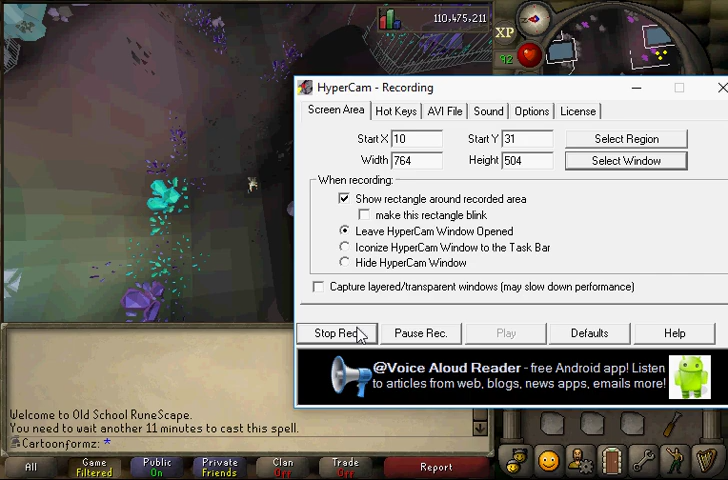 110,475,211
XP
92
HyperCam - Recording
Screen Area
Hot Keys
AVI File
Sound
Options
License
Start X 10
Start Y 31
Select Region
Width 764
Height 504
Select Window
When recording:
Show rectangle around recorded area
make this rectangle blink
Leave HyperCam Window Opened
Iconize HyperCam Window to the Task Bar
Hide HyperCam Window
Capture layered/transparent windows (may slow down performance)
Stop Rec.
Pause Rec.
Play
Defaults
Help
@Voice Aloud Reader - free Android app! Listen
to articles from web, blogs, news apps, emails more!
Welcome to Old School RuneScape.
You need to wait another 11 minutes to cast this spell.
Cartoonformz: *
All
Game
Filtered
Public
On
Private
Friends
Clan
Off
Trade
Off
Report